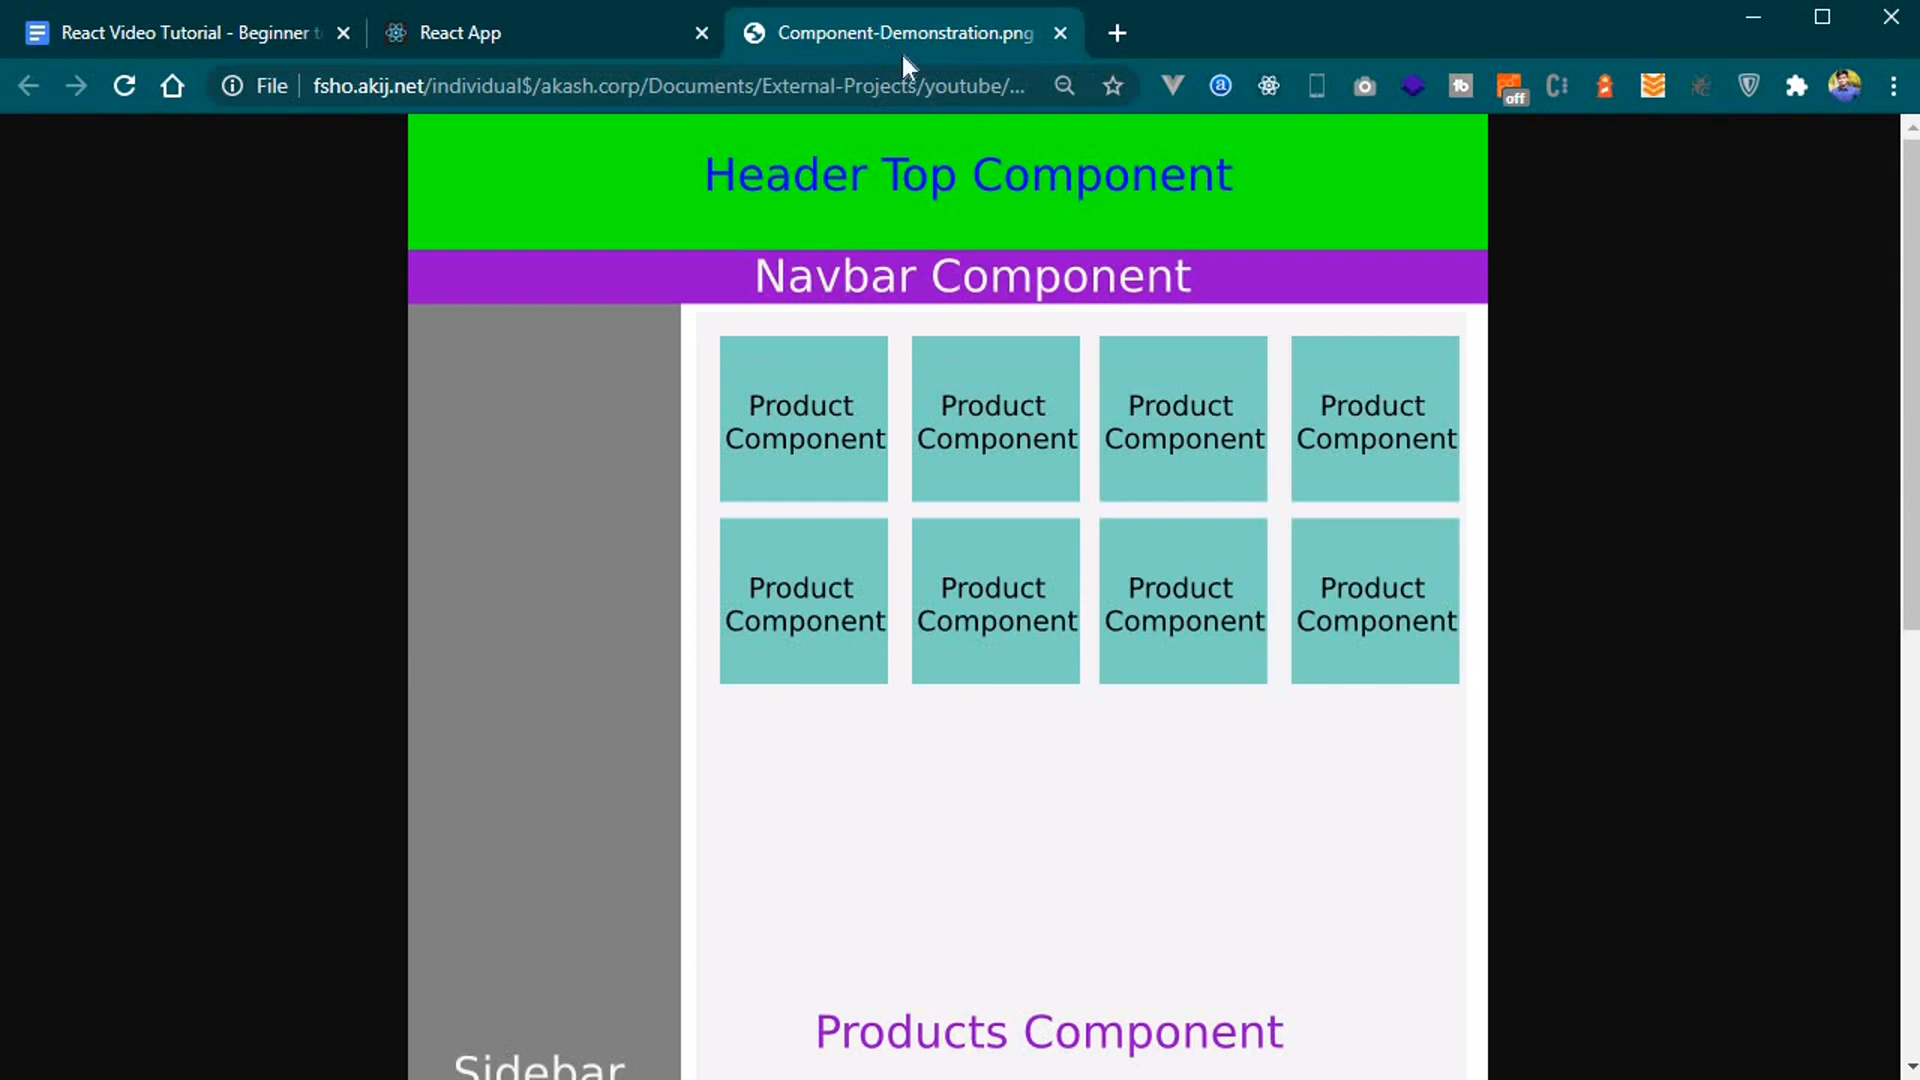 React Video Tutorial - Beginner t
React App
Component-Demonstration.png
File
fsho.akij.net/individual$/akash.corp/Documents/External-Projects/youtube/...
off
Header Top Component
Navbar Component
Product
Component
Product
Component
Product
Component
Product
Component
Product
Component
Product
Component
Product
Component
Product
Component
Products Component
Sidebar